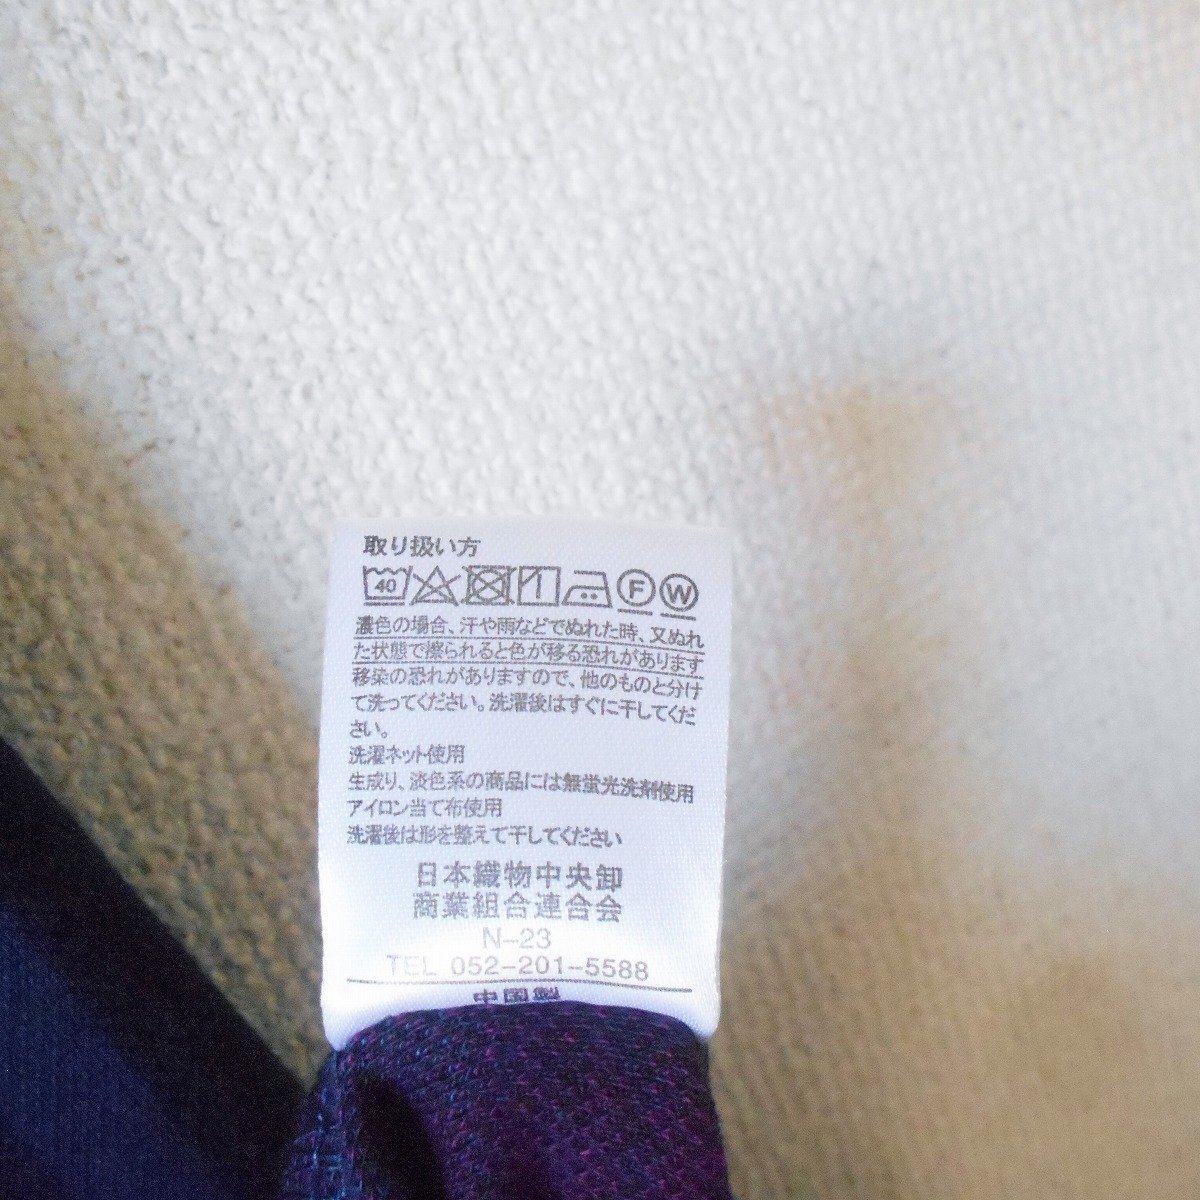 取り扱い方
40 F W
濃色の場合、汗や雨などでぬれた時、又ぬれ
た状態で擦られると色が移る恐れがあります
移染の恐れがありますので、他のものと分け
て洗ってください。洗濯後はすぐに干してくだ
さい。
洗濯ネット使用
生成り、淡色系の商品には無蛍光洗剤使用
アイロン当て布使用
洗濯後は形を整えて干してください
日本織物中央卸
商業組合連合会
N-23
TEL 052-201-5588
中国製